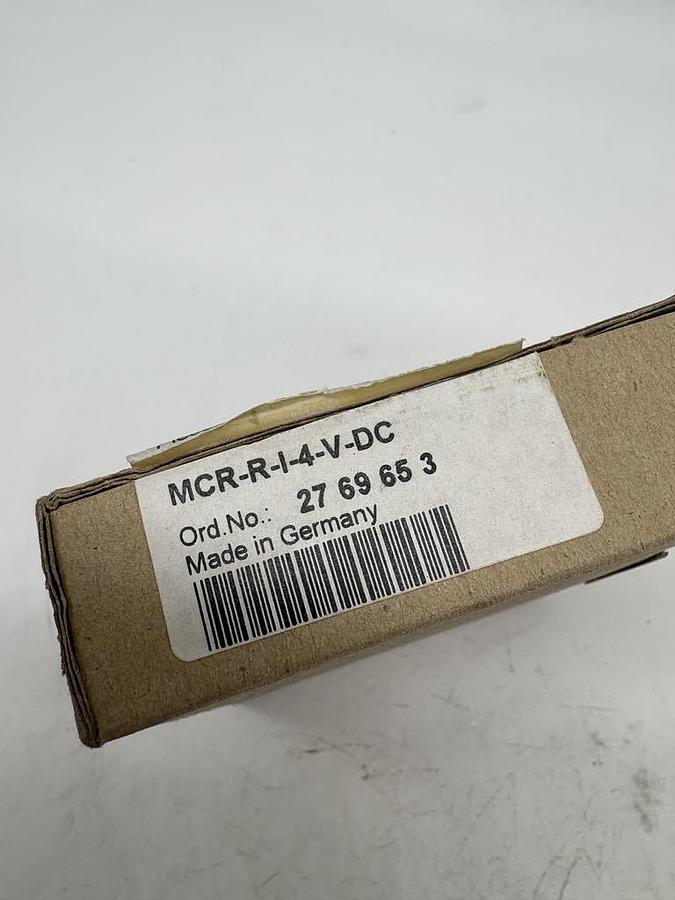 MCR-R-I-4-V-DC
Ord.No.: 27 69 65 3
Made in Germany